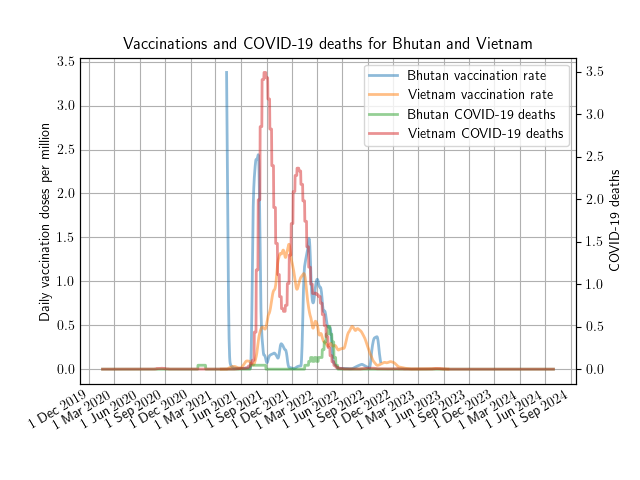 Vaccinations and COVID-19 deaths for Bhutan and Vietnam
Daily vaccination doses per million
3.5
3.0
2.5
2.0
1.5
1.0
0.5
0.0
Bhutan vaccination rate
Vietnam vaccination rate
Bhutan COVID-19 deaths
Vietnam COVID-19 deaths
3.5
3.0
2.5
2.0
1.5
1.0
0.5
0.0
COVID-19 deaths
1 Dec 2019
1 Mar 2020
1 Jun 2020
1 Sep 2020
1 Dec 2020
1 Mar 2021
1 Jun 2021
1 Sep 2021
1 Dec 2021
1 Mar 2022
1 Jun 2022
1 Sep 2022
1 Dec 2022
1 Mar 2023
1 Jun 2023
1 Sep 2023
1 Dec 2023
1 Mar 2024
1 Jun 2024
1 Sep 2024